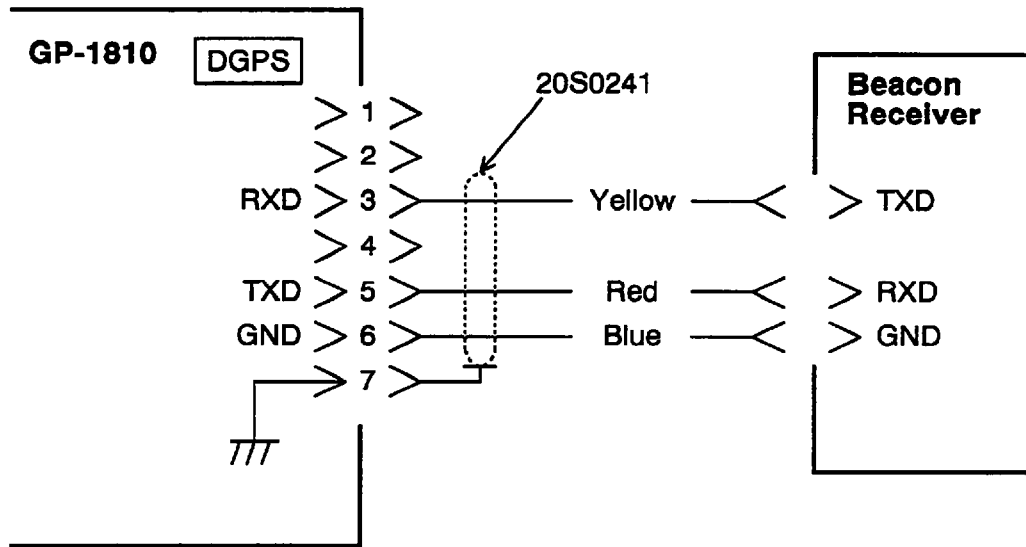 GP-1810
DGPS
20S0241
Beacon
Receiver
1
2
RXD 3 Yellow TXD
4
TXD 5 Red RXD
GND 6 Blue GND
7